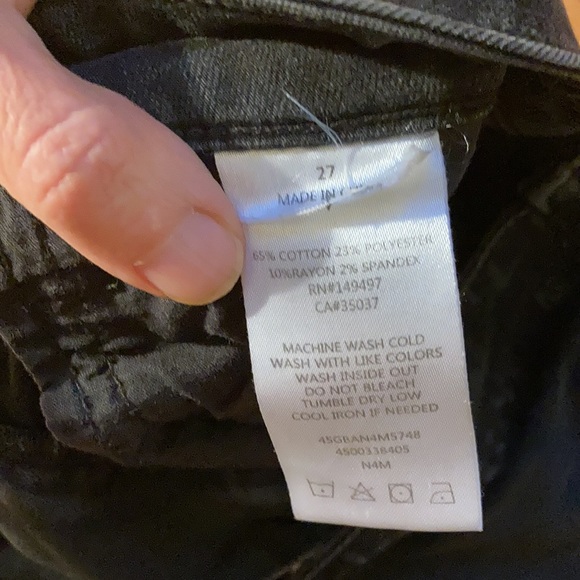 27
MADE IN
65% COTTON 23% POLYESTER
10%RAYON 2% SPANDEX
RN#149497
CA#35037
MACHINE WASH COLD
WASH WITH LIKE COLORS
WASH INSIDE OUT
DO NOT BLEACH
TUMBLE DRY LOW
COOL IRON IF NEEDED
45GBAN4M5748
4500338405
N4M